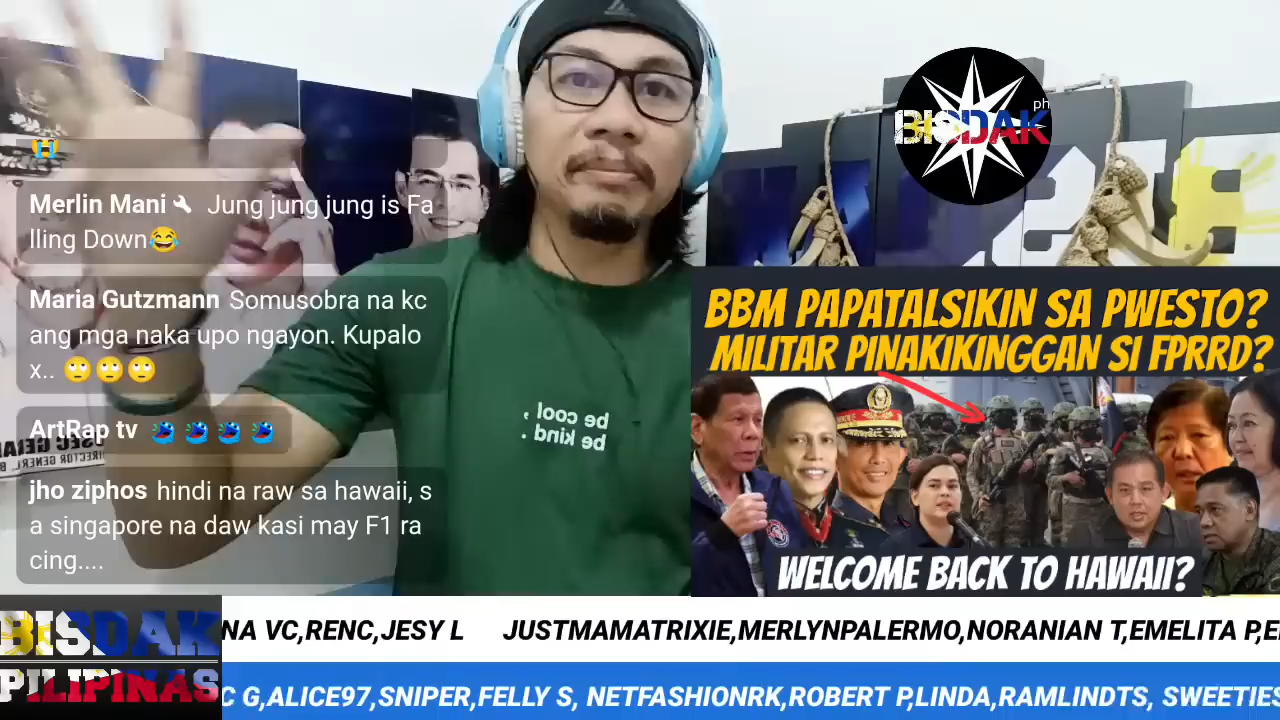 ph
BISDAK
Merlin Mani Jung jung jung is Fa
lling Down😂
Maria Gutzmann Somusobra na kc
ang mga naka upo ngayon. Kupalo
x.. 🙄🙄🙄
ArtRap tv
jho ziphos hindi na raw sa hawaii, s
a singapore na daw kasi may F1 ra
cing....
be cool,
be kind.
BBM PAPATALSIKIN SA PWESTO?
MILITAR PINAKIKINGGAN SI FPRRD?
WELCOME BACK TO HAWAII?
BISDAK
PILIPINAS
NA VC,RENC,JESY L JUSTMAMATRIXIE,MERLYNPALERMO,NORANIAN T,EMELITA P,E
C G,ALICE97,SNIPER,FELLY S, NETFASHIONRK,ROBERT P,LINDA,RAMLINDTS, SWEETIES